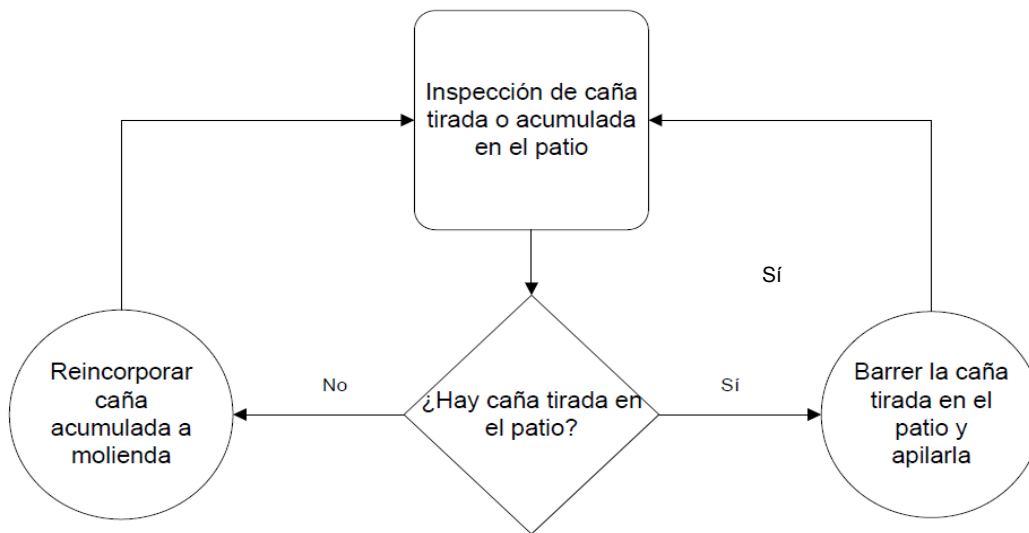 Inspección de caña
tirada o acumulada
en el patio
Sí
Reincorporar
caña
acumulada a
molienda
No
¿Hay caña tirada en
el patio?
Sí
Barrer la caña
tirada en el
patio y
apilarla